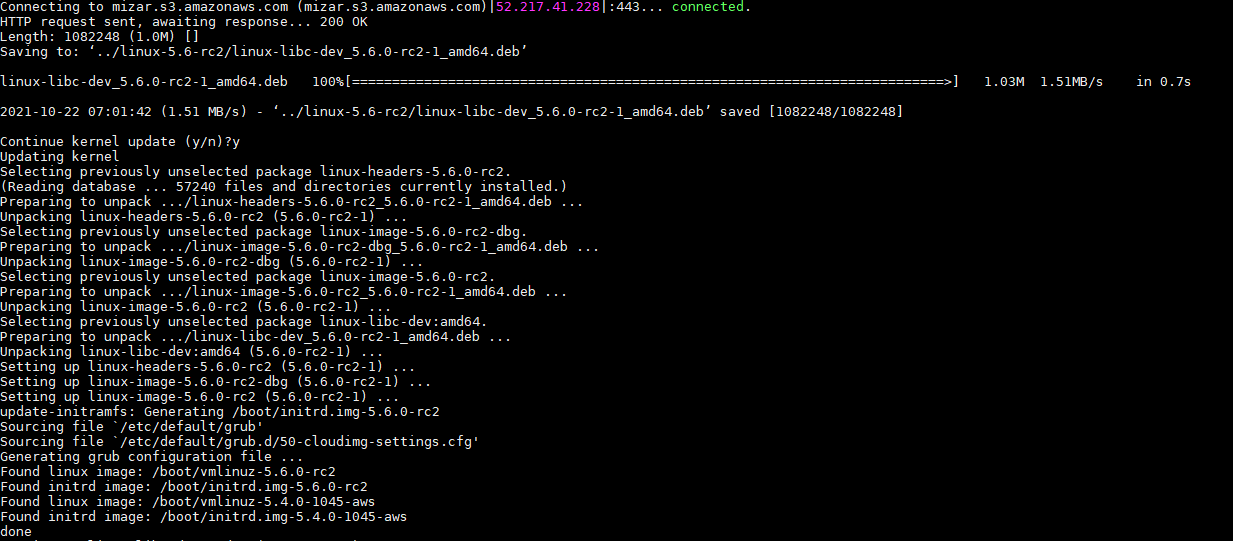 Connecting to mizar.s3.amazonaws.com (mizar.s3.amazonaws.com)|52.217.41.228|:443... connected.
HTTP request sent, awaiting response... 200 OK
Length: 1082248 (1.0M) []
Saving to: ‘../linux-5.6-rc2/linux-libc-dev_5.6.0-rc2-1_amd64.deb’
linux-libc-dev_5.6.0-rc2-1_amd64.deb 100%[==========================================================================>] 1.03M 1.51MB/s in 0.7s
2021-10-22 07:01:42 (1.51 MB/s) - ‘../linux-5.6-rc2/linux-libc-dev_5.6.0-rc2-1_amd64.deb’ saved [1082248/1082248]
Continue kernel update (y/n)?y
Updating kernel
Selecting previously unselected package linux-headers-5.6.0-rc2.
(Reading database ... 57240 files and directories currently installed.)
Preparing to unpack .../linux-headers-5.6.0-rc2_5.6.0-rc2-1_amd64.deb ...
Unpacking linux-headers-5.6.0-rc2 (5.6.0-rc2-1) ...
Selecting previously unselected package linux-image-5.6.0-rc2-dbg.
Preparing to unpack .../linux-image-5.6.0-rc2-dbg_5.6.0-rc2-1_amd64.deb ...
Unpacking linux-image-5.6.0-rc2-dbg (5.6.0-rc2-1) ...
Selecting previously unselected package linux-image-5.6.0-rc2.
Preparing to unpack .../linux-image-5.6.0-rc2_5.6.0-rc2-1_amd64.deb ...
Unpacking linux-image-5.6.0-rc2 (5.6.0-rc2-1) ...
Selecting previously unselected package linux-libc-dev:amd64.
Preparing to unpack .../linux-libc-dev_5.6.0-rc2-1_amd64.deb ...
Unpacking linux-libc-dev:amd64 (5.6.0-rc2-1) ...
Setting up linux-headers-5.6.0-rc2 (5.6.0-rc2-1) ...
Setting up linux-image-5.6.0-rc2-dbg (5.6.0-rc2-1) ...
Setting up linux-image-5.6.0-rc2 (5.6.0-rc2-1) ...
update-initramfs: Generating /boot/initrd.img-5.6.0-rc2
Sourcing file `/etc/default/grub'
Sourcing file `/etc/default/grub.d/50-cloudimg-settings.cfg'
Generating grub configuration file ...
Found linux image: /boot/vmlinuz-5.6.0-rc2
Found initrd image: /boot/initrd.img-5.6.0-rc2
Found linux image: /boot/vmlinuz-5.4.0-1045-aws
Found initrd image: /boot/initrd.img-5.4.0-1045-aws
done